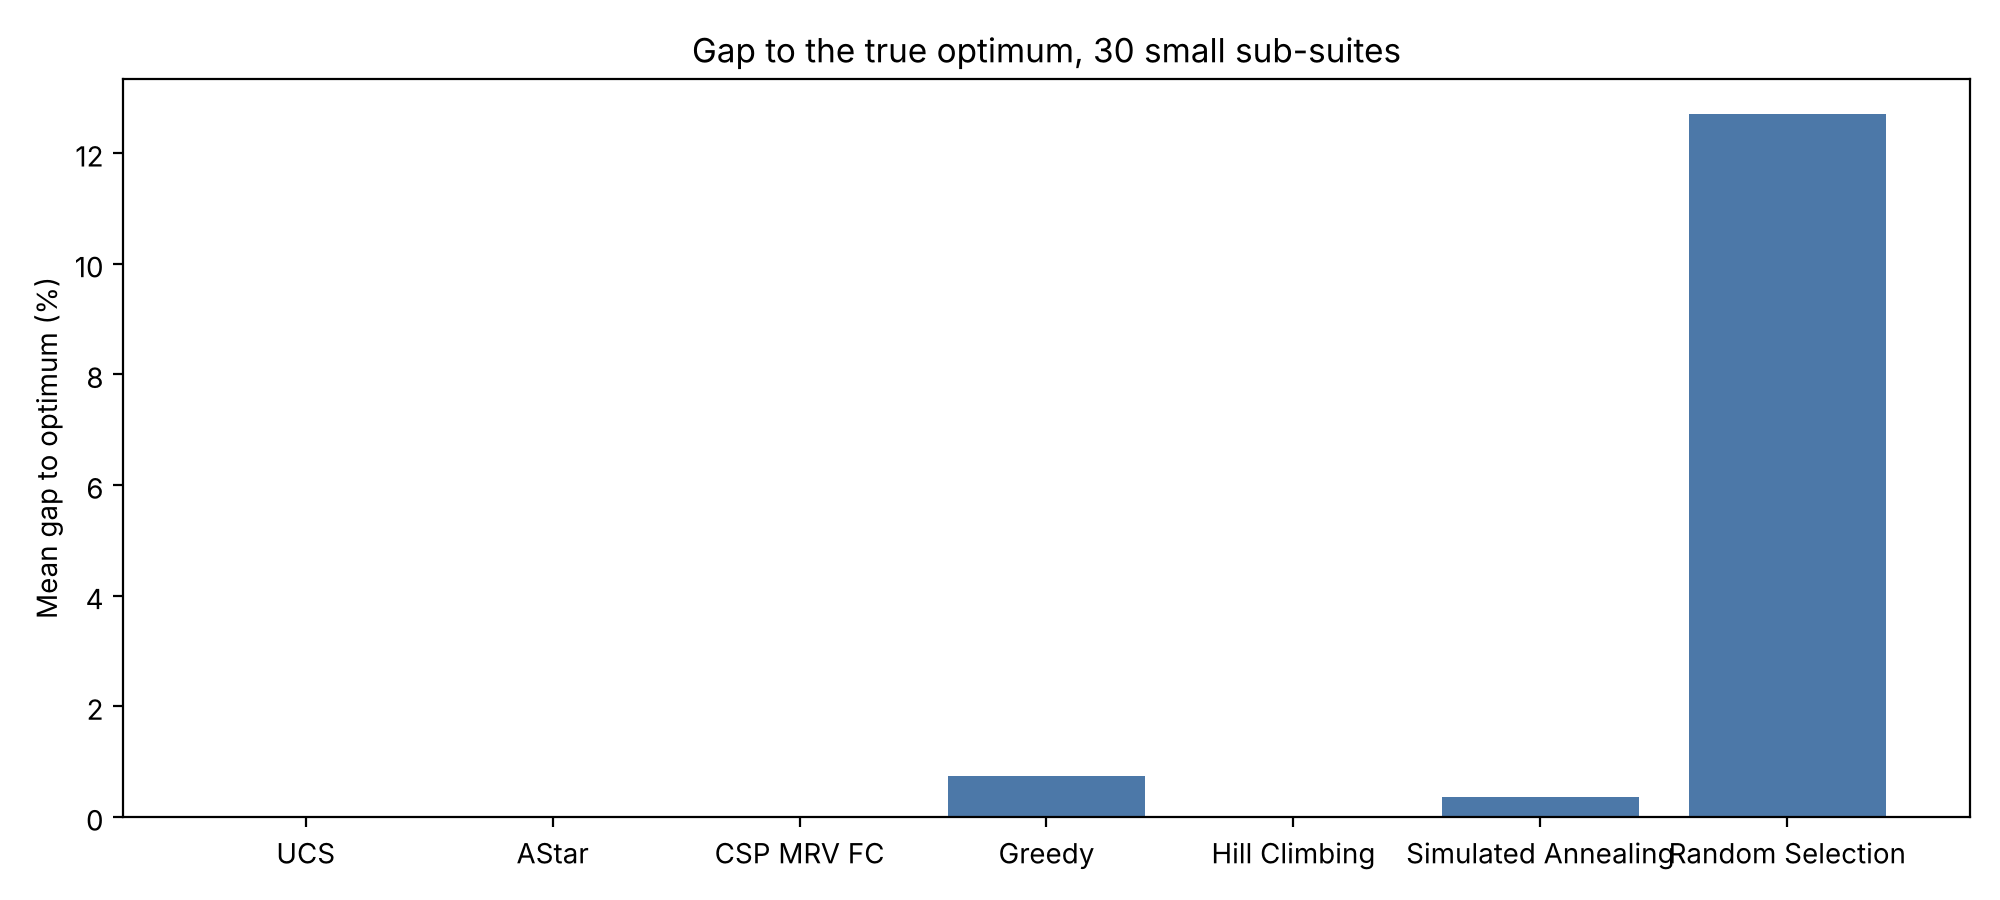 Gap to the true optimum, 30 small sub-suites
Mean gap to optimum (%)
12
10
8
6
4
2
0
UCS AStar CSP MRV FC Greedy Hill Climbing Simulated Annealing Random Selection